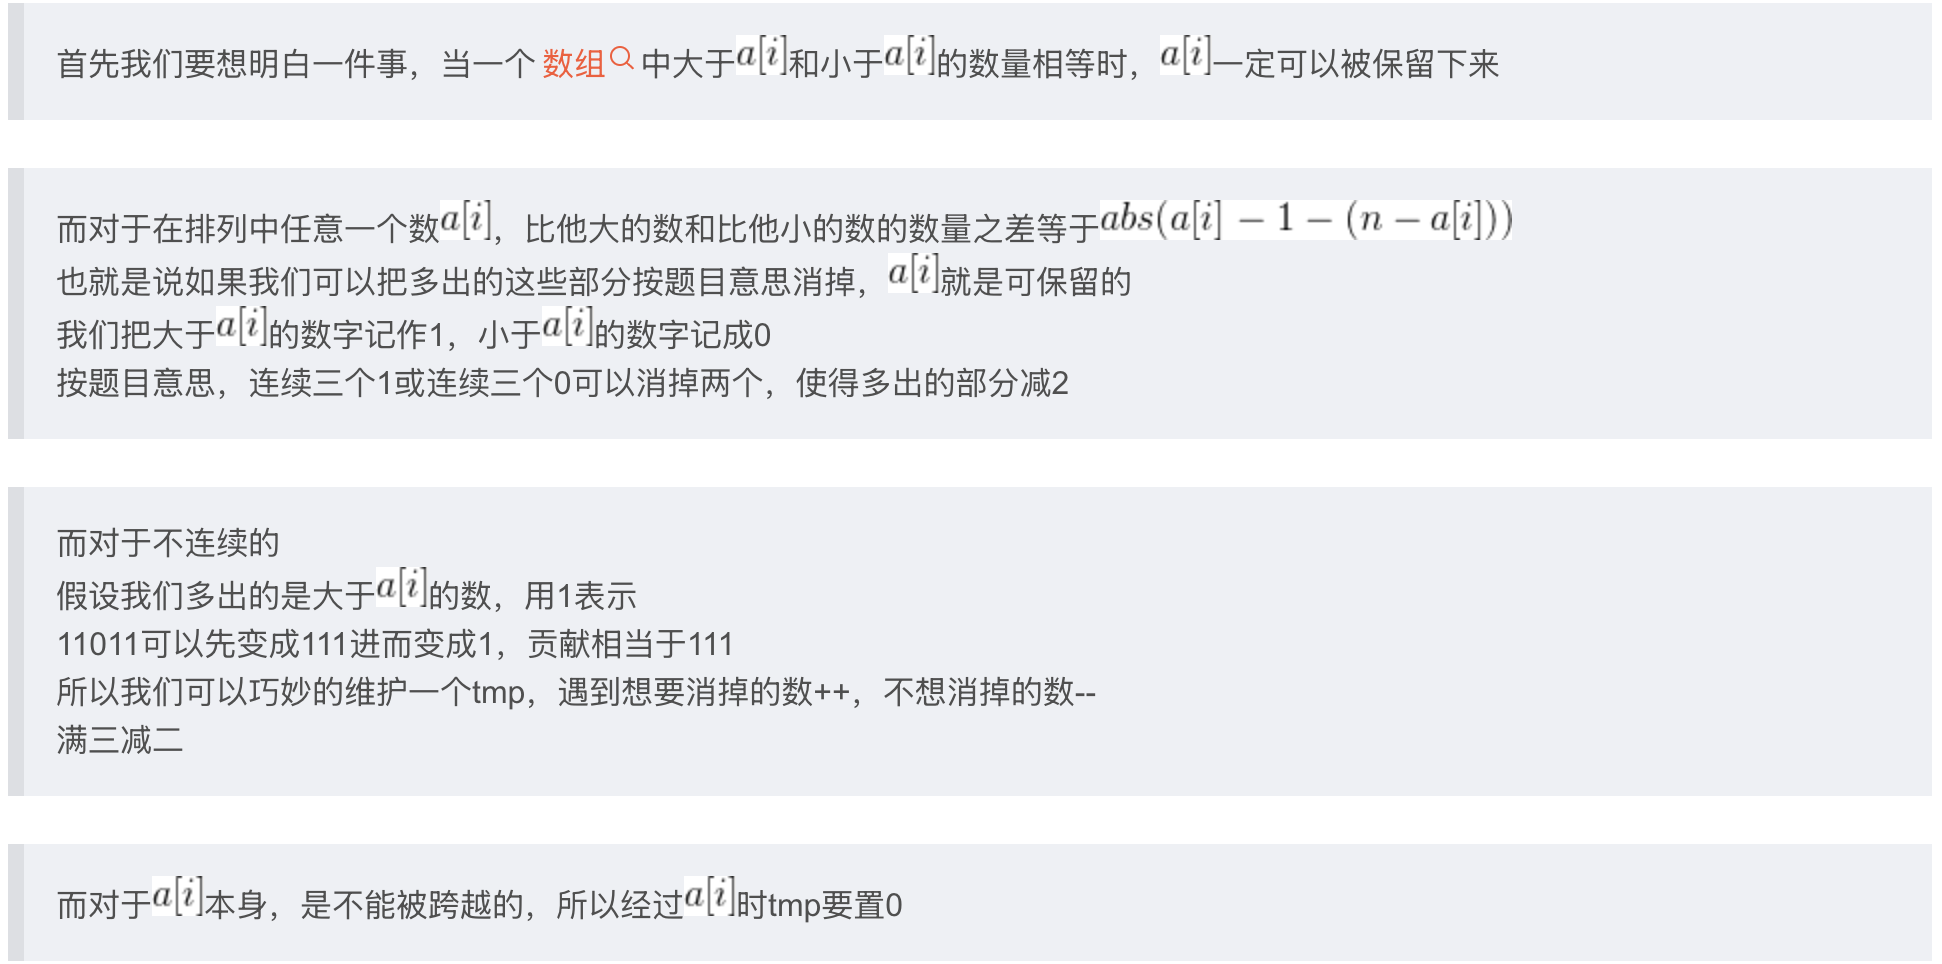 首先我们要想明白一件事，当一个 数组 中大于a[i]和小于a[i]的数量相等时，a[i]一定可以被保留下来
而对于在排列中任意一个数a[i]，比他大的数和比他小的数的数量之差等于abs(a[i] − 1 − (n − a[i]))
也就是说如果我们可以把多出的这些部分按题目意思消掉，a[i]就是可保留的
我们把大于a[i]的数字记作1，小于a[i]的数字记成0
按题目意思，连续三个1或连续三个0可以消掉两个，使得多出的部分减2
而对于不连续的
假设我们多出的是大于a[i]的数，用1表示
11011可以先变成111进而变成1，贡献相当于111
所以我们可以巧妙的维护一个tmp，遇到想要消掉的数++，不想消掉的数--
满三减二
而对于a[i]本身，是不能被跨越的，所以经过a[i]时tmp要置0